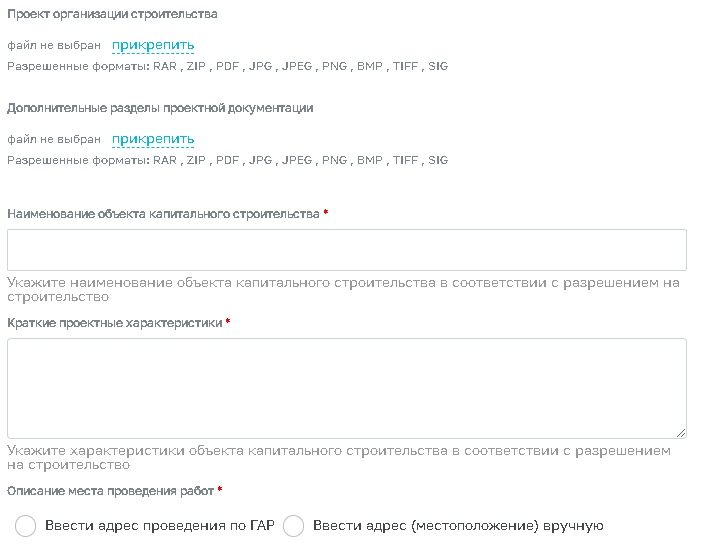 Проект организации строительства
файл не выбран прикрепить
Разрешенные форматы: RAR , ZIP , PDF , JPG , JPEG , PNG , BMP , TIFF , SIG
Дополнительные разделы проектной документации
файл не выбран прикрепить
Разрешенные форматы: RAR , ZIP , PDF , JPG , JPEG , PNG , BMP , TIFF , SIG
Наименование объекта капитального строительства *
Укажите наименование объекта капитального строительства в соответствии с разрешением на
строительство
Краткие проектные характеристики *
Укажите характеристики объекта капитального строительства в соответствии с разрешением
на строительство
Описание места проведения работ *
Ввести адрес проведения по ГАР Ввести адрес (местоположение) вручную